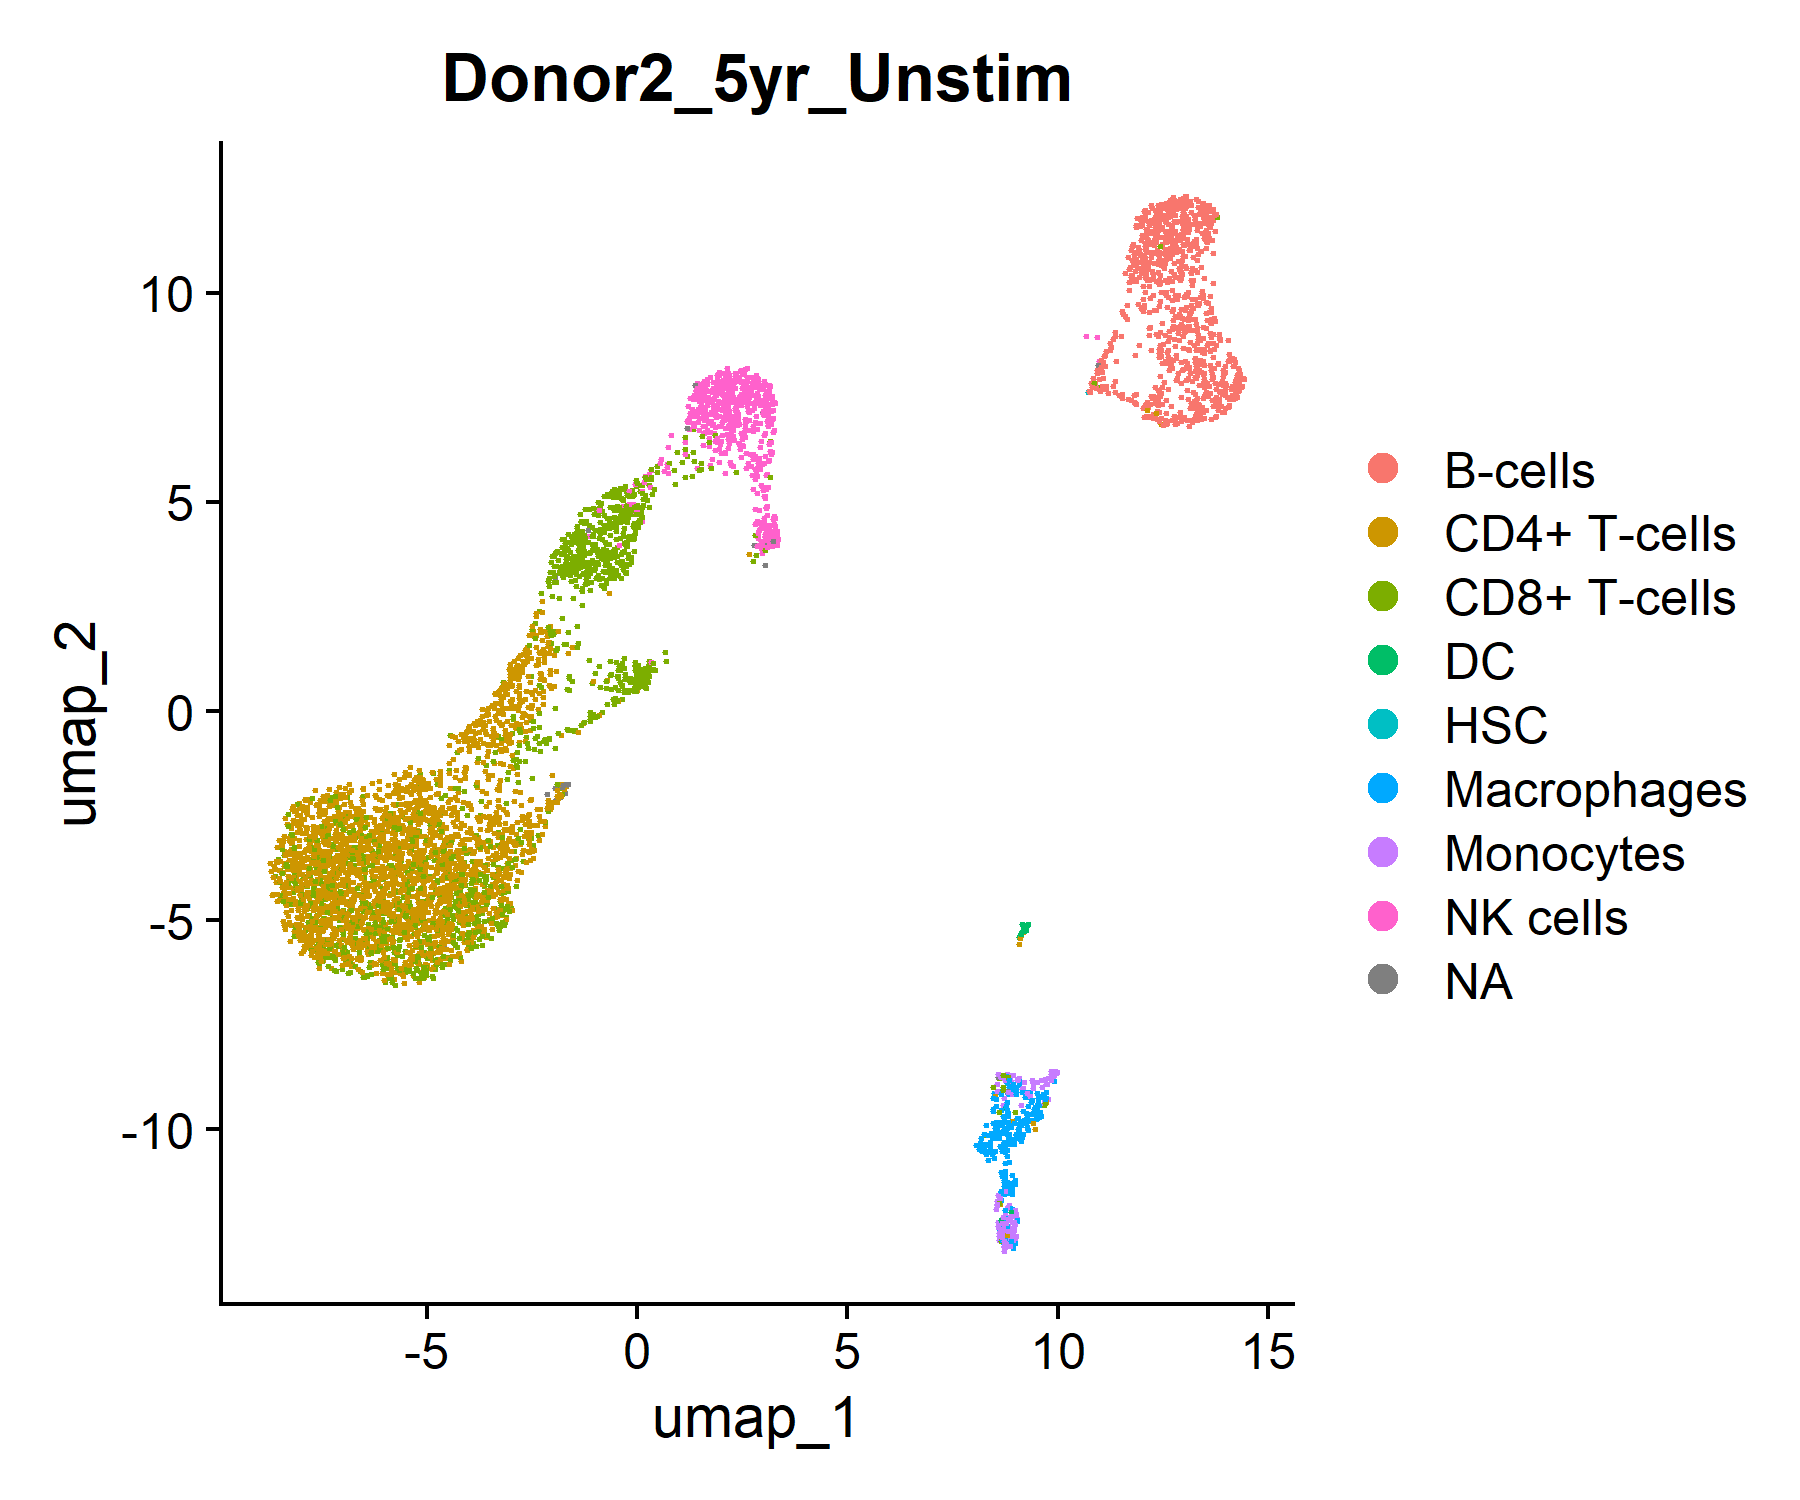 Donor2_5yr_Unstim
umap_2
10
5
0
-5
-10
-5
0
5
10
15
umap_1
B-cells
CD4+ T-cells
CD8+ T-cells
DC
HSC
Macrophages
Monocytes
NK cells
NA